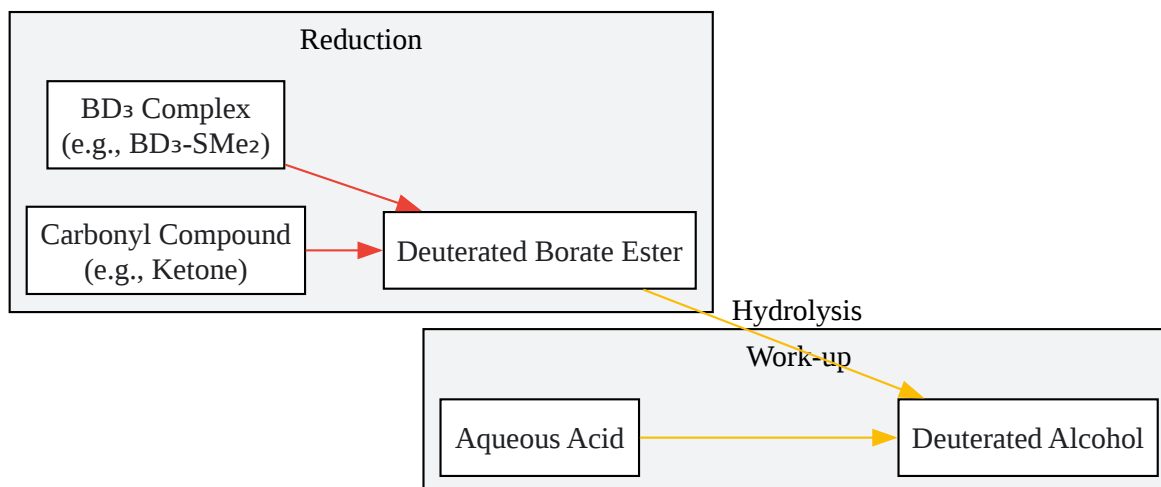 Reduction
BD₃ Complex
(e.g., BD₃-SMe₂)
Carbonyl Compound
(e.g., Ketone)
Deuterated Borate Ester
Hydrolysis
Work-up
Aqueous Acid
Deuterated Alcohol